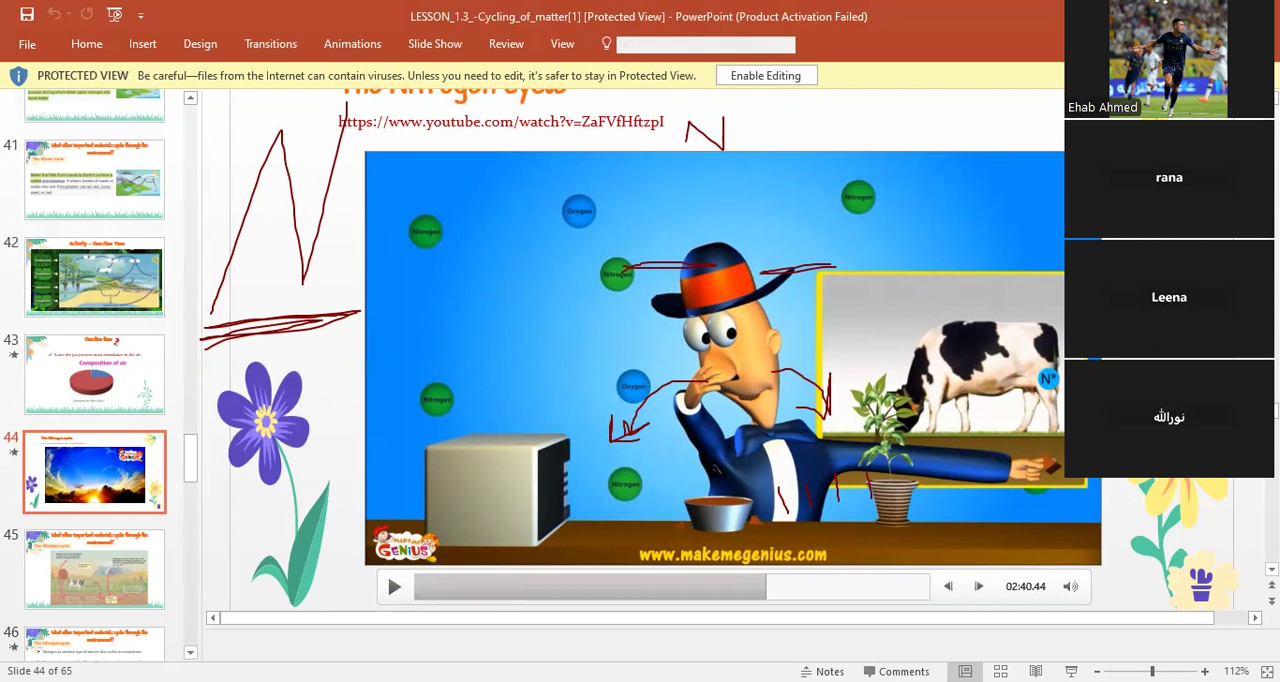 LESSON_1.3_-Cycling_of_matter[1] [Protected View] - PowerPoint (Product Activation Failed)
File Home Insert Design Transitions Animations Slide Show Review View
PROTECTED VIEW Be careful—files from the Internet can contain viruses. Unless you need to edit, it's safer to stay in Protected View. Enable Editing
Ehab Ahmed
rana
Leena
نورالله
41
42
43
Composition of air
44
45
46
The Nitrogen cycle
https://www.youtube.com/watch?v=ZaFVfHftzpI
N
Oxygen
Nitrogen
Nitrogen
Nitrogen
Oxygen
Nitrogen
Nitrogen
N*
MAKE ME
GENIUS
www.makemegenius.com
02:40.44
Slide 44 of 65
Notes Comments
112%